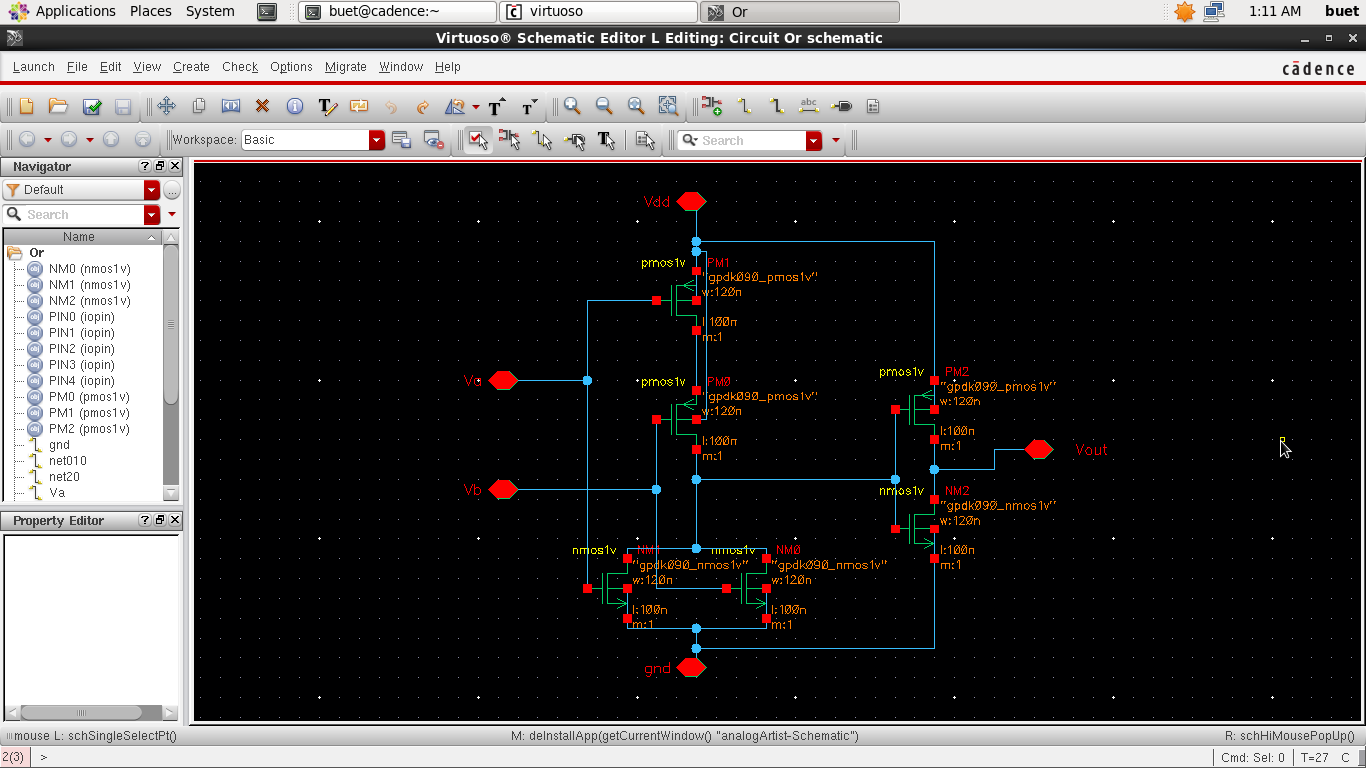 Applications Places System buet@cadence:~ virtuoso Or 1:11 AM buet
Virtuoso® Schematic Editor L Editing: Circuit Or schematic
Launch File Edit View Create Check Options Migrate Window Help cādence
abc
Workspace: Basic Search
Navigator
Default
Search
Name
Or
NM0 (nmos1v)
NM1 (nmos1v)
NM2 (nmos1v)
PIN0 (iopin)
PIN1 (iopin)
PIN2 (iopin)
PIN3 (iopin)
PIN4 (iopin)
PM0 (pmos1v)
PM1 (pmos1v)
PM2 (pmos1v)
gnd
net010
net20
Va
Property Editor
Vdd
pmos1v PM1
"gpdk090_pmos1v"
w:120n
l:100n
m:1
Va
pmos1v PM0
"gpdk090_pmos1v"
w:120n
l:100n
m:1
pmos1v PM2
"gpdk090_pmos1v"
w:120n
l:100n
m:1
Vout
Vb
nmos1v NM2
"gpdk090_nmos1v"
w:120n
l:100n
m:1
nmos1v NM1
"gpdk090_nmos1v"
w:120n
l:100n
m:1
nmos1v NM0
"gpdk090_nmos1v"
w:120n
l:100n
m:1
gnd
mouse L: schSingleSelectPt() M: deInstallApp(getCurrentWindow() "analogArtist-Schematic") R: schHiMousePopUp()
2(3) > Cmd: Sel: 0 T=27 C